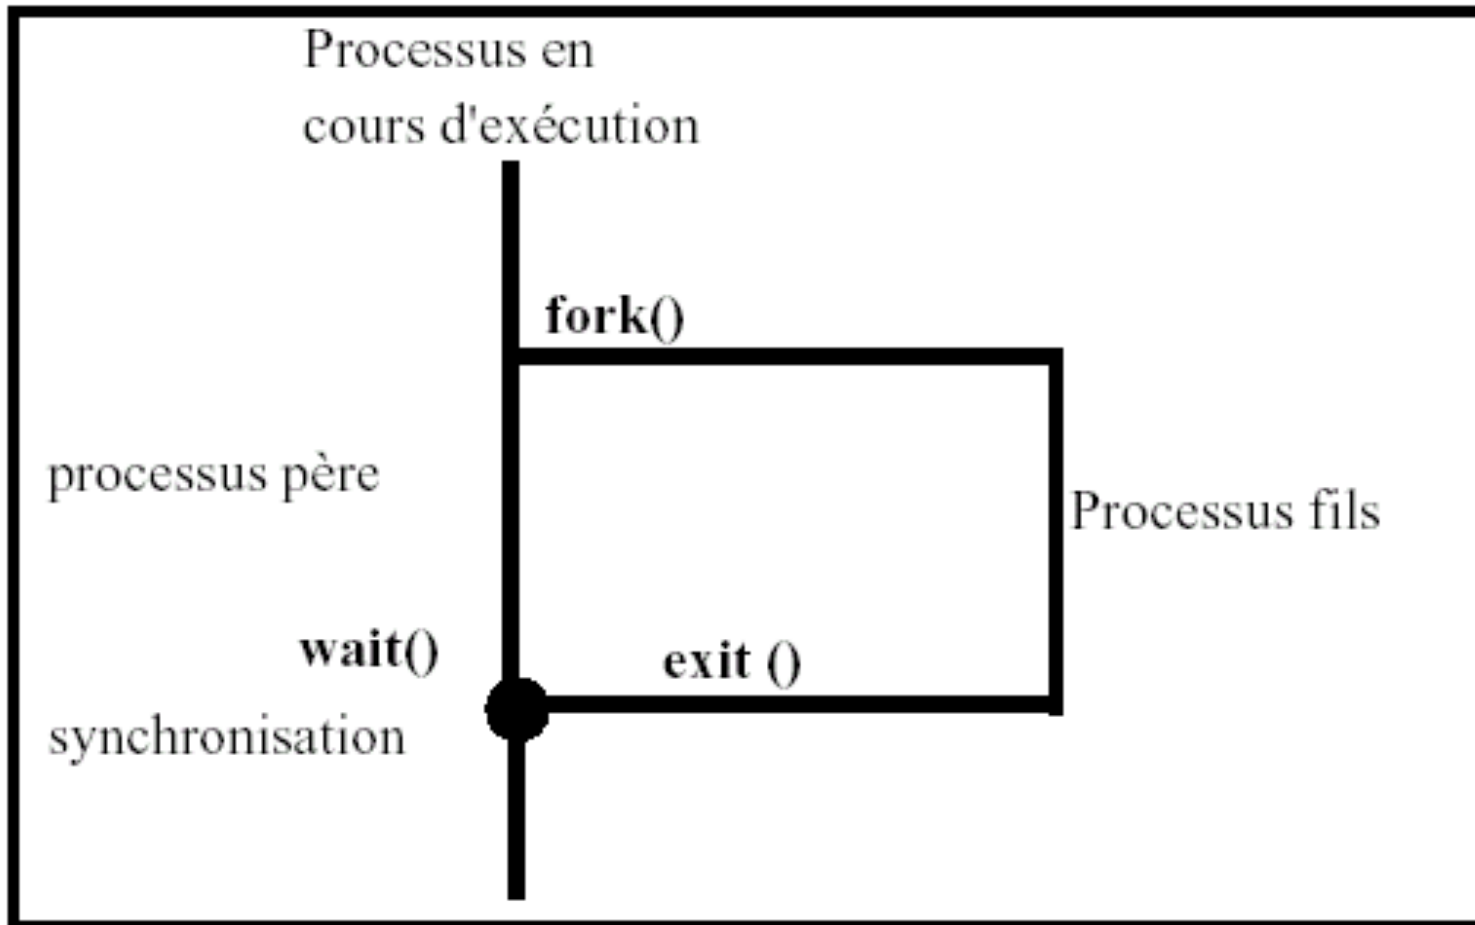 Processus en
cours d'exécution
fork()
processus père
Processus fils
wait()
exit ()
synchronisation